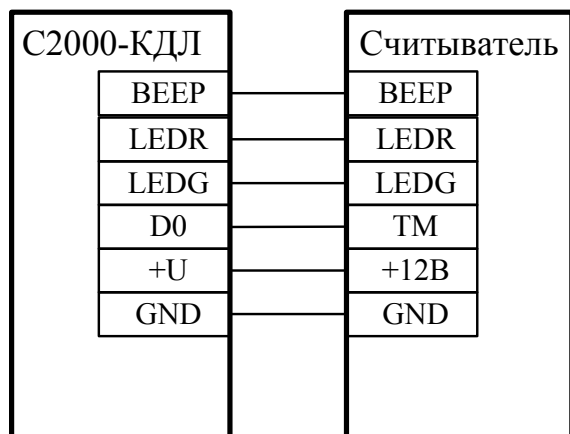 С2000-КДЛ
BEEP
LEDR
LEDG
D0
+U
GND
Считыватель
BEEP
LEDR
LEDG
TM
+12В
GND